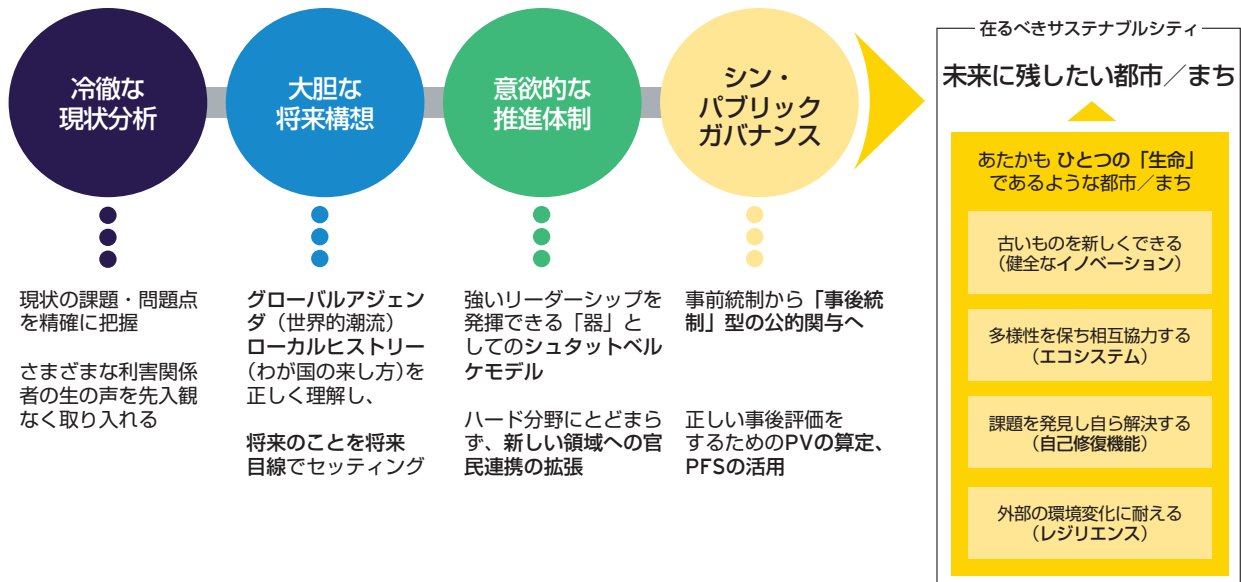 冷徹な
現状分析
大胆な
将来構想
意欲的な
推進体制
シン・
パブリック
ガバナンス
現状の課題・問題点
を精確に把握
さまざまな利害関係
者の生の声を先入観
なく取り入れる
グローバルアジェン
ダ（世界的潮流）
ローカルヒストリー
（わが国の来し方）を
正しく理解し、
将来のことを将来
目線でセッティング
強いリーダーシップを
発揮できる「器」と
してのシュタットベル
ケモデル
ハード分野にとどまら
ず、新しい領域への官
民連携の拡張
事前統制から「事後統
制」型の公的関与へ
正しい事後評価を
するためのPVの算定、
PFSの活用
在るべきサステナブルシティ
未来に残したい都市／まち
あたかも ひとつの「生命」
であるような都市／まち
古いものを新しくできる
（健全なイノベーション）
多様性を保ち相互協力する
（エコシステム）
課題を発見し自ら解決する
（自己修復機能）
外部の環境変化に耐える
（レジリエンス）